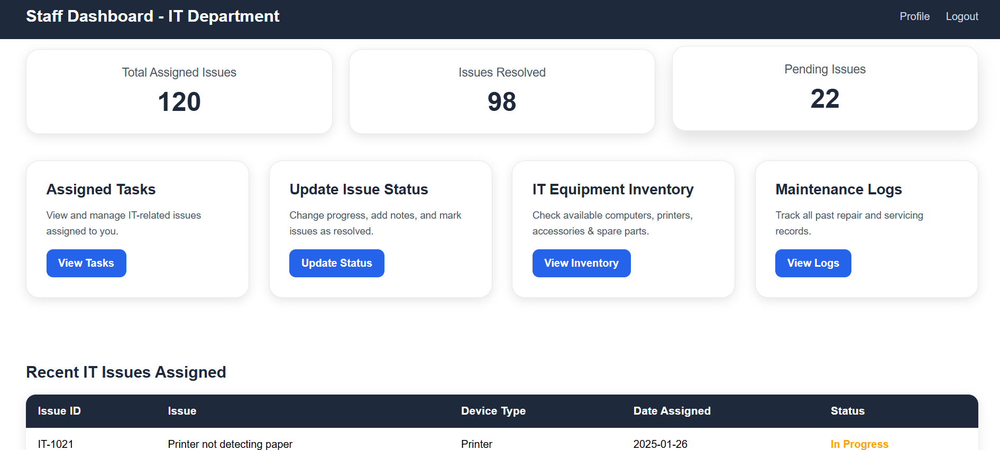 Staff Dashboard - IT Department
Profile
Logout
Total Assigned Issues
120
Issues Resolved
98
Pending Issues
22
Assigned Tasks
View and manage IT-related issues
assigned to you.
View Tasks
Update Issue Status
Change progress, add notes, and mark
issues as resolved.
Update Status
IT Equipment Inventory
Check available computers, printers,
accessories & spare parts.
View Inventory
Maintenance Logs
Track all past repair and servicing
records.
View Logs
Recent IT Issues Assigned
Issue ID Issue Device Type Date Assigned Status
IT-1021 Printer not detecting paper Printer 2025-01-26 In Progress